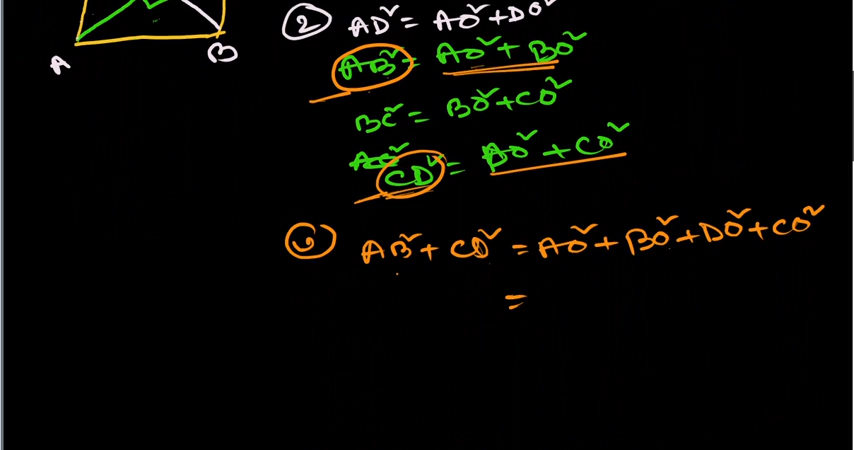 A
B
② AD² = AO² + DO²
AB² = AO² + BO²
BC² = BO² + CO²
CD² = DO² + CO²
③ AB² + CD² = AO² + BO² + DO² + CO²
=